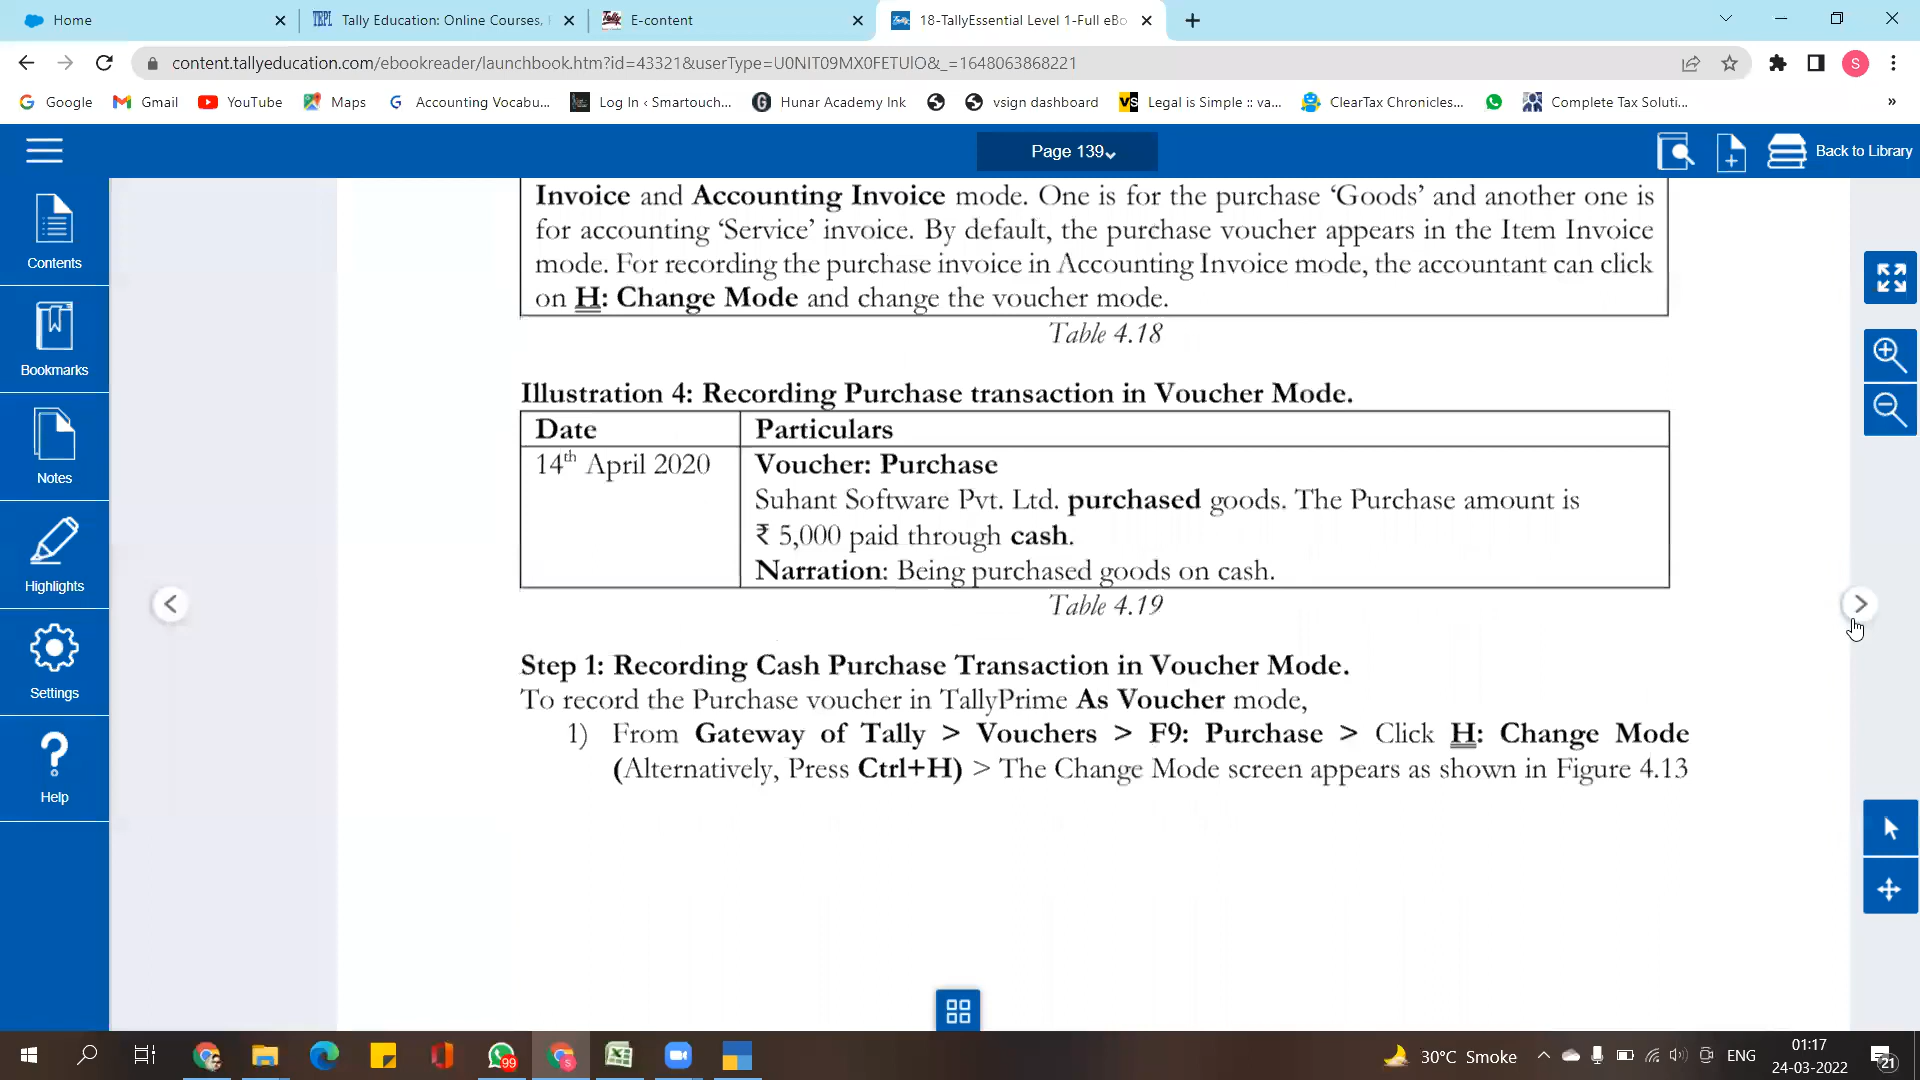 Home
Tally Education: Online Courses,
E-content
18-TallyEssential Level 1-Full eBo
content.tallyeducation.com/ebookreader/launchbook.htm?id=43321&userType=U0NIT09MX0FETUlO&_=1648063868221
S
Google
Gmail
YouTube
Maps
Accounting Vocabu...
Log In ‹ Smartouch...
Hunar Academy Ink
vsign dashboard
Legal is Simple :: va...
ClearTax Chronicles...
Complete Tax Soluti...
»
Page 139
Back to Library
Contents
Bookmarks
Notes
Highlights
Settings
Help
Invoice and Accounting Invoice mode. One is for the purchase ‘Goods’ and another one is
for accounting ‘Service’ invoice. By default, the purchase voucher appears in the Item Invoice
mode. For recording the purchase invoice in Accounting Invoice mode, the accountant can click
on H: Change Mode and change the voucher mode.
Table 4.18
Illustration 4: Recording Purchase transaction in Voucher Mode.
Date Particulars
14th April 2020 Voucher: Purchase
Suhant Software Pvt. Ltd. purchased goods. The Purchase amount is
₹ 5,000 paid through cash.
Narration: Being purchased goods on cash.
Table 4.19
Step 1: Recording Cash Purchase Transaction in Voucher Mode.
To record the Purchase voucher in TallyPrime As Voucher mode,
1) From Gateway of Tally > Vouchers > F9: Purchase > Click H: Change Mode
(Alternatively, Press Ctrl+H) > The Change Mode screen appears as shown in Figure 4.13
99
30°C Smoke
ENG
01:17
24-03-2022
21